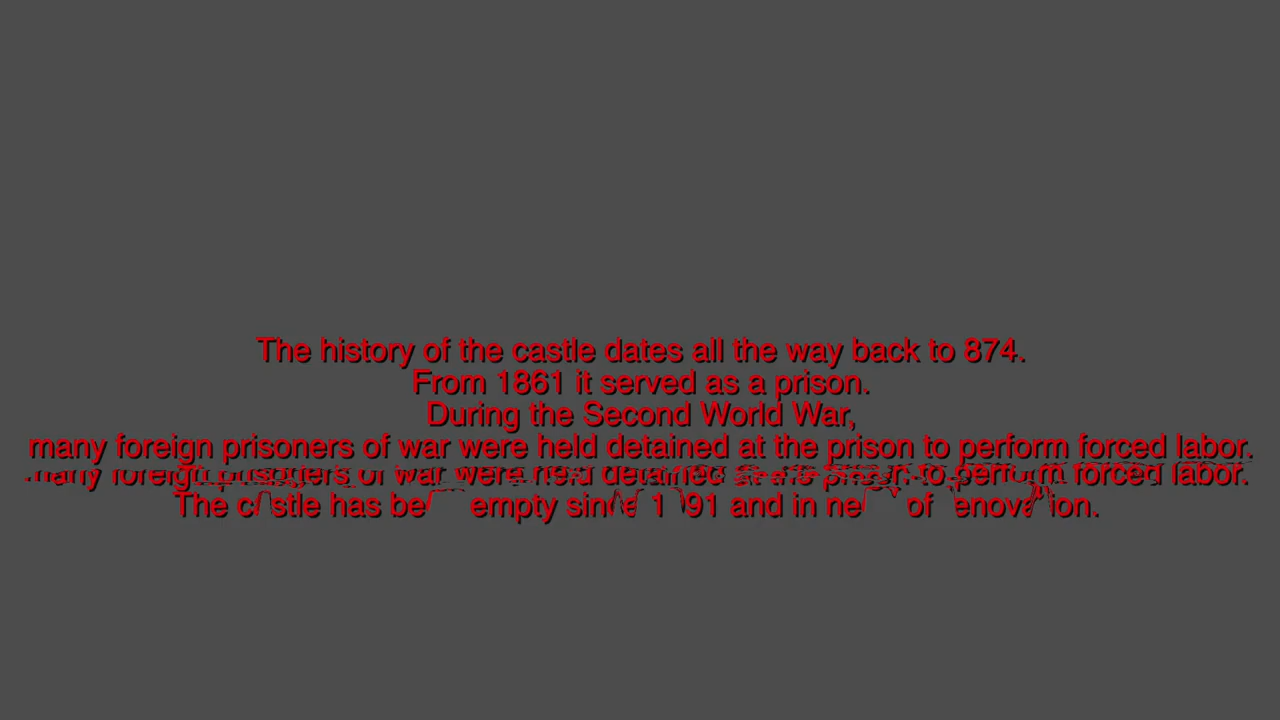 The history of the castle dates all the way back to 874.
From 1861 it served as a prison.
During the Second World War,
many foreign prisoners of war were held detained at the prison to perform forced labor.
many foreign prisoners of war were held detained at the prison to perform forced labor.
The castle has been empty since 1991 and in need of renovation.